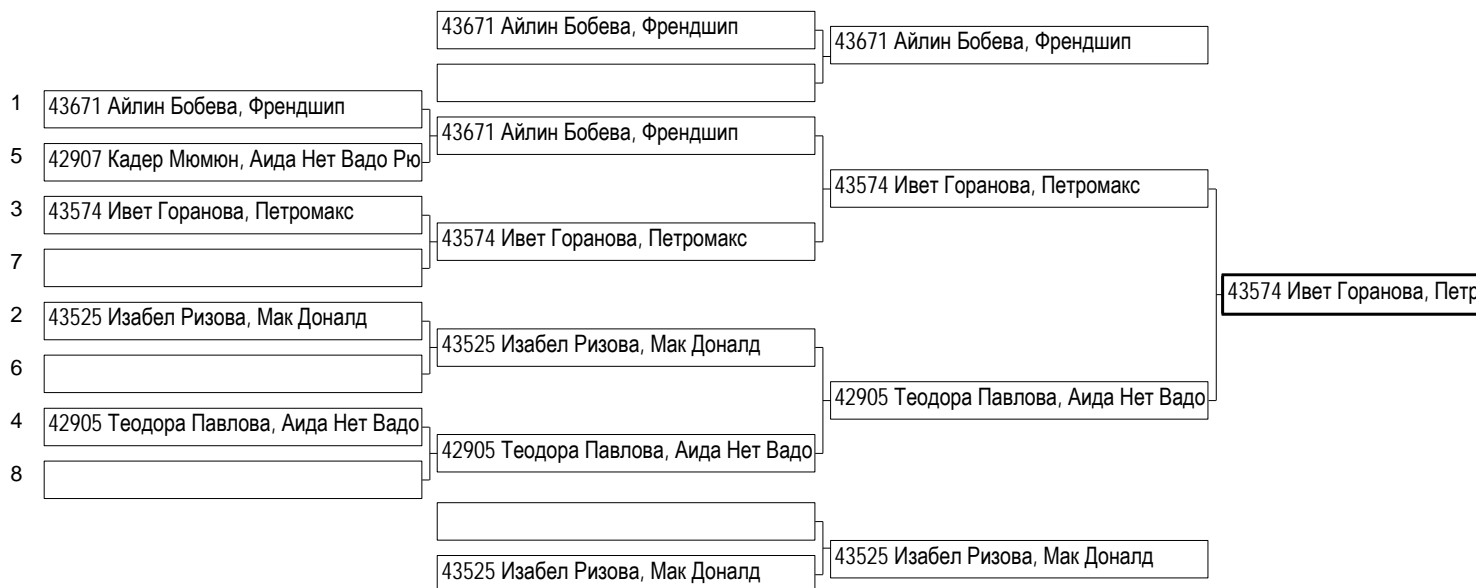 43671 Айлин Бобева, Френдшип
43671 Айлин Бобева, Френдшип
1 43671 Айлин Бобева, Френдшип
43671 Айлин Бобева, Френдшип
5 42907 Кадер Мюмюн, Аида Нет Вадо Рю
43574 Ивет Горанова, Петромакс
3 43574 Ивет Горанова, Петромакс
43574 Ивет Горанова, Петромакс
7
43574 Ивет Горанова, Петр
2 43525 Изабел Ризова, Мак Доналд
43525 Изабел Ризова, Мак Доналд
6
42905 Теодора Павлова, Аида Нет Вадо
4 42905 Теодора Павлова, Аида Нет Вадо
42905 Теодора Павлова, Аида Нет Вадо
8
43525 Изабел Ризова, Мак Доналд
43525 Изабел Ризова, Мак Доналд